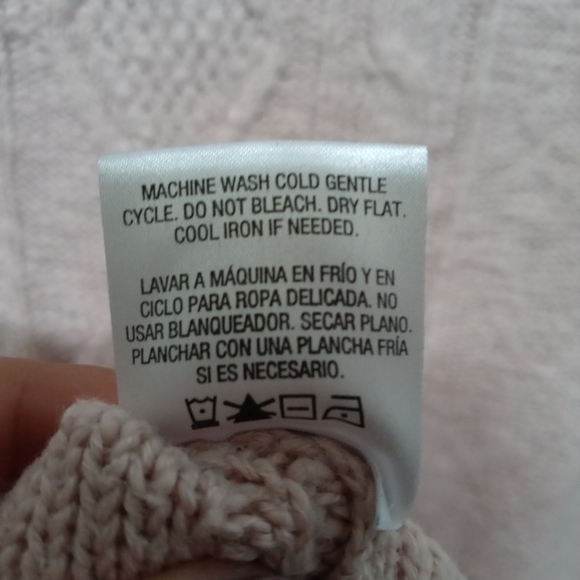 MACHINE WASH COLD GENTLE
CYCLE. DO NOT BLEACH. DRY FLAT.
COOL IRON IF NEEDED.
LAVAR A MÁQUINA EN FRÍO Y EN
CICLO PARA ROPA DELICADA. NO
USAR BLANQUEADOR. SECAR PLANO.
PLANCHAR CON UNA PLANCHA FRÍA
SI ES NECESARIO.